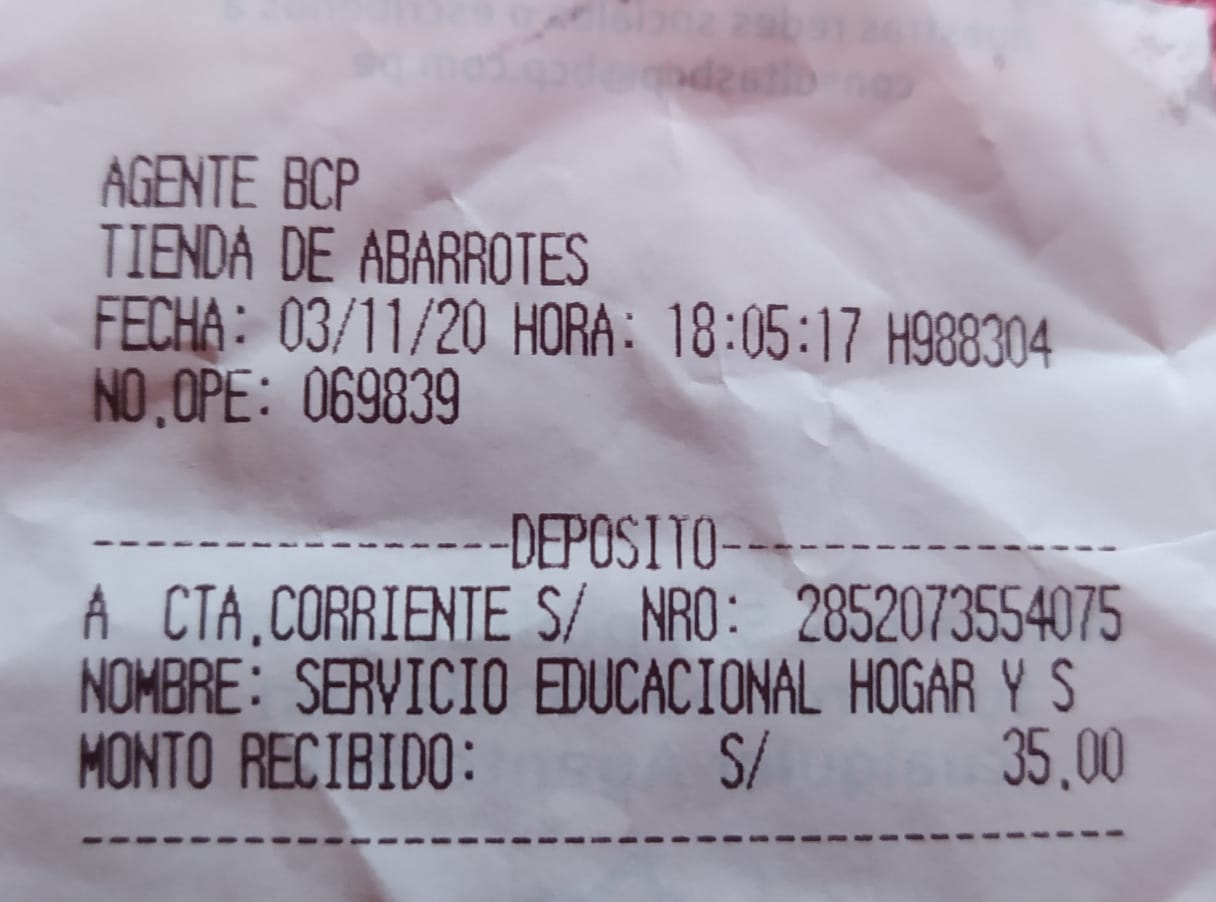 AGENTE BCP
TIENDA DE ABARROTES
FECHA: 03/11/20 HORA: 18:05:17 H988304
NO.OPE: 069839
----------------DEPOSITO----------------
A CTA.CORRIENTE S/ NRO: 2852073554075
NOMBRE: SERVICIO EDUCACIONAL HOGAR Y S
MONTO RECIBIDO: S/ 35.00
----------------------------------------